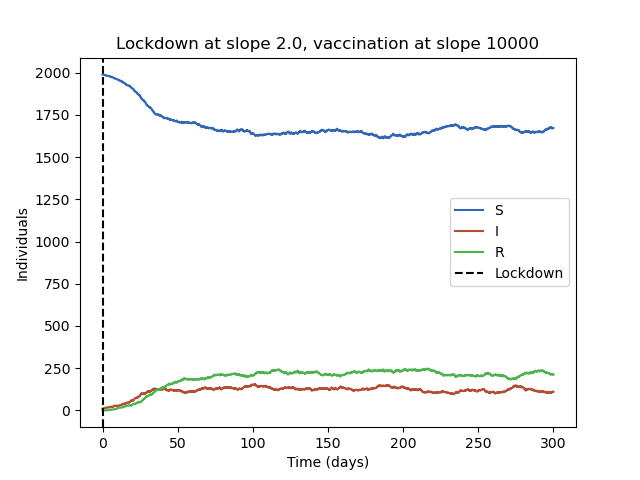 Lockdown at slope 2.0, vaccination at slope 10000
2000
1750
1500
1250
1000
750
500
250
0
Individuals
S
I
R
Lockdown
0 50 100 150 200 250 300
Time (days)